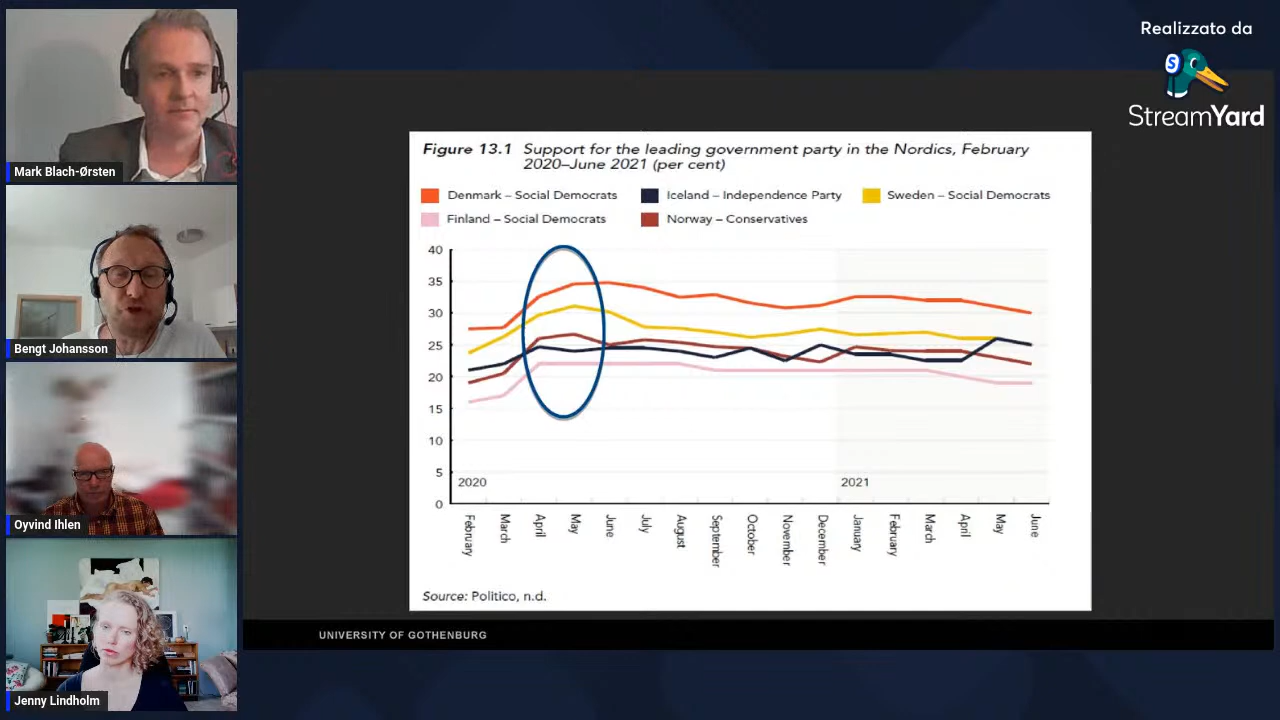 Mark Blach-Ørsten
Bengt Johansson
Oyvind Ihlen
Jenny Lindholm
Realizzato da
S
StreamYard
Figure 13.1 Support for the leading government party in the Nordics, February
2020–June 2021 (per cent)
Denmark – Social Democrats
Iceland – Independence Party
Sweden – Social Democrats
Finland – Social Democrats
Norway – Conservatives
40
35
30
25
20
15
10
5
0
2020
2021
February
March
April
May
June
July
August
September
October
November
December
January
February
March
April
May
June
Source: Politico, n.d.
UNIVERSITY OF GOTHENBURG